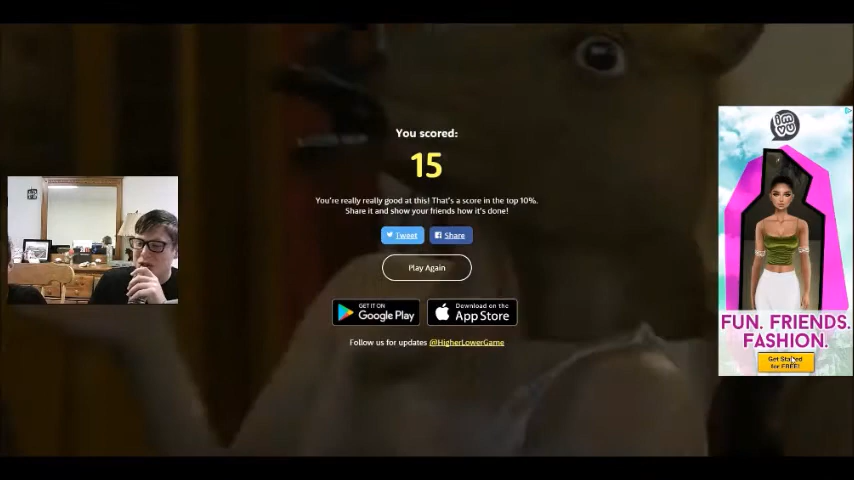 You scored:
15
You're really really good at this! That's a score in the top 10%.
Share it and show your friends how it's done!
Tweet
Share
Play Again
GET IT ON
Google Play
Download on the
App Store
Follow us for updates @HigherLowerGame
imvu
FUN. FRIENDS.
FASHION.
Get Started
for FREE!